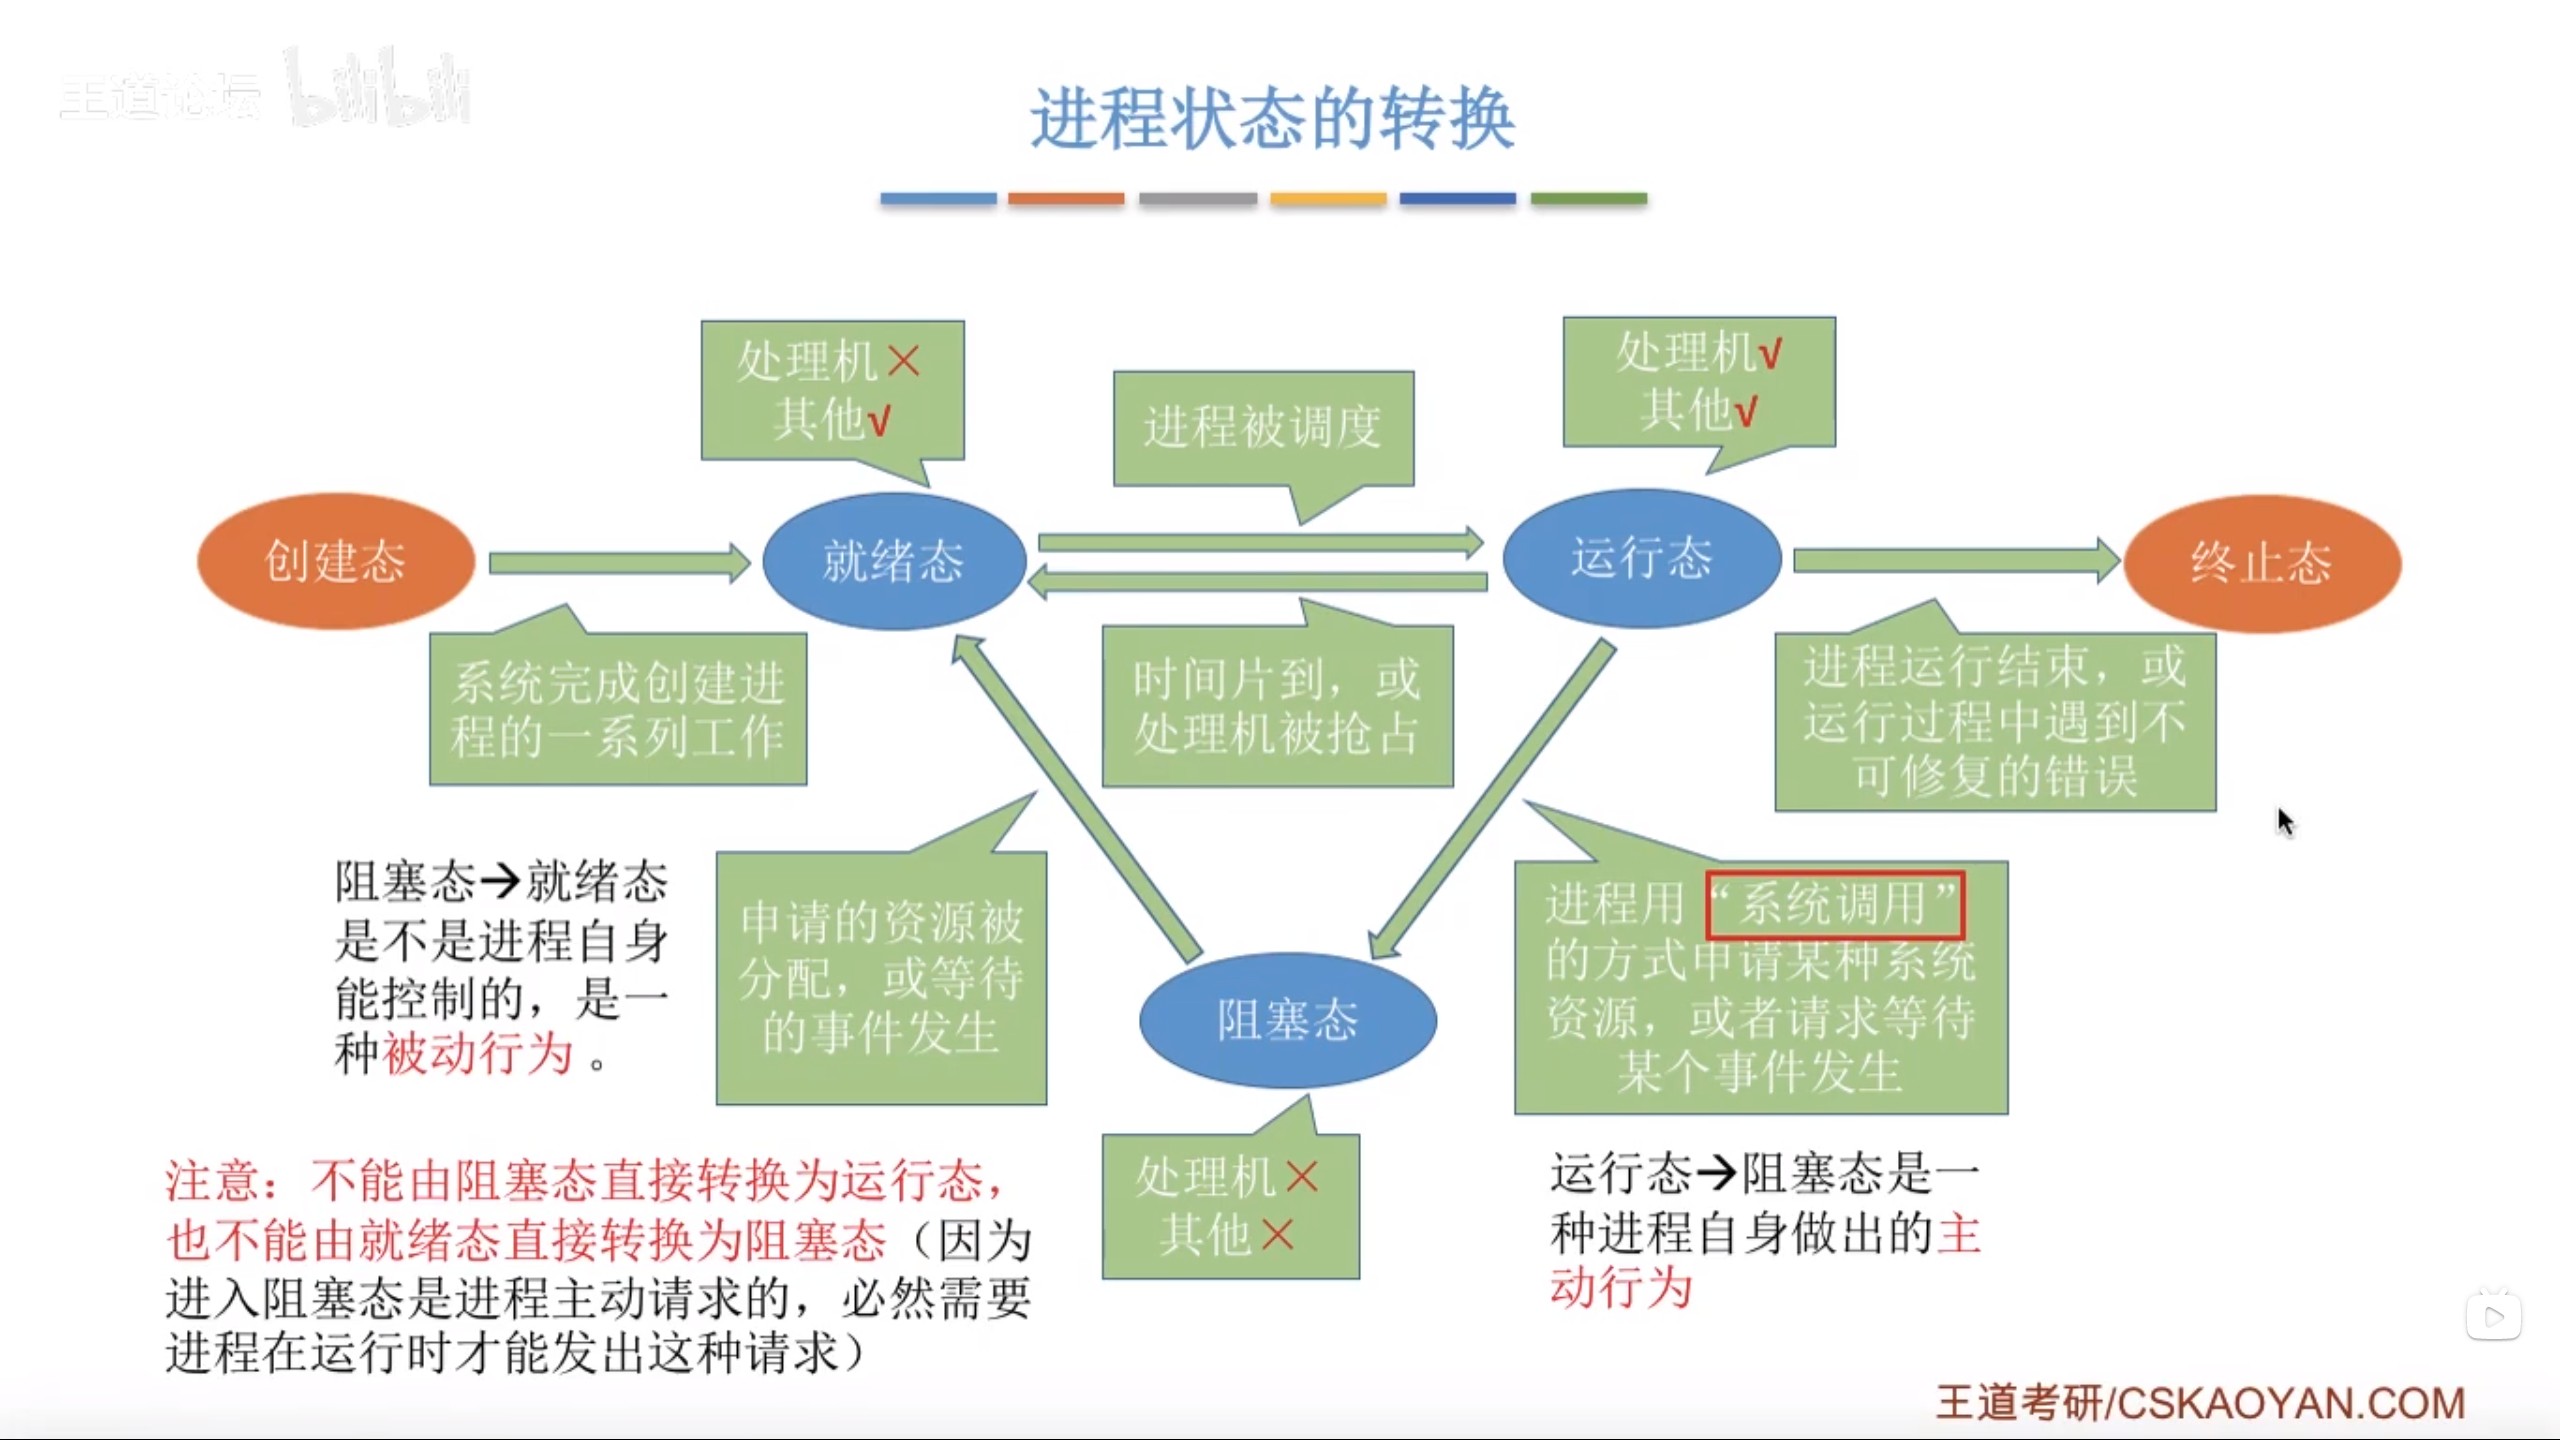 王道论坛 bilibili
进程状态的转换
处理机×
其他√
进程被调度
处理机√
其他√
创建态
就绪态
运行态
终止态
系统完成创建进
程的一系列工作
时间片到，或
处理机被抢占
进程运行结束，或
运行过程中遇到不
可修复的错误
阻塞态→就绪态
是不是进程自身
能控制的，是一
种被动行为。
申请的资源被
分配，或等待
的事件发生
进程用“系统调用”
的方式申请某种系统
资源，或者请求等待
某个事件发生
阻塞态
处理机×
其他×
注意：不能由阻塞态直接转换为运行态，
也不能由就绪态直接转换为阻塞态（因为
进入阻塞态是进程主动请求的，必然需要
进程在运行时才能发出这种请求）
运行态→阻塞态是一
种进程自身做出的主
动行为
王道考研/CSKAOYAN.COM